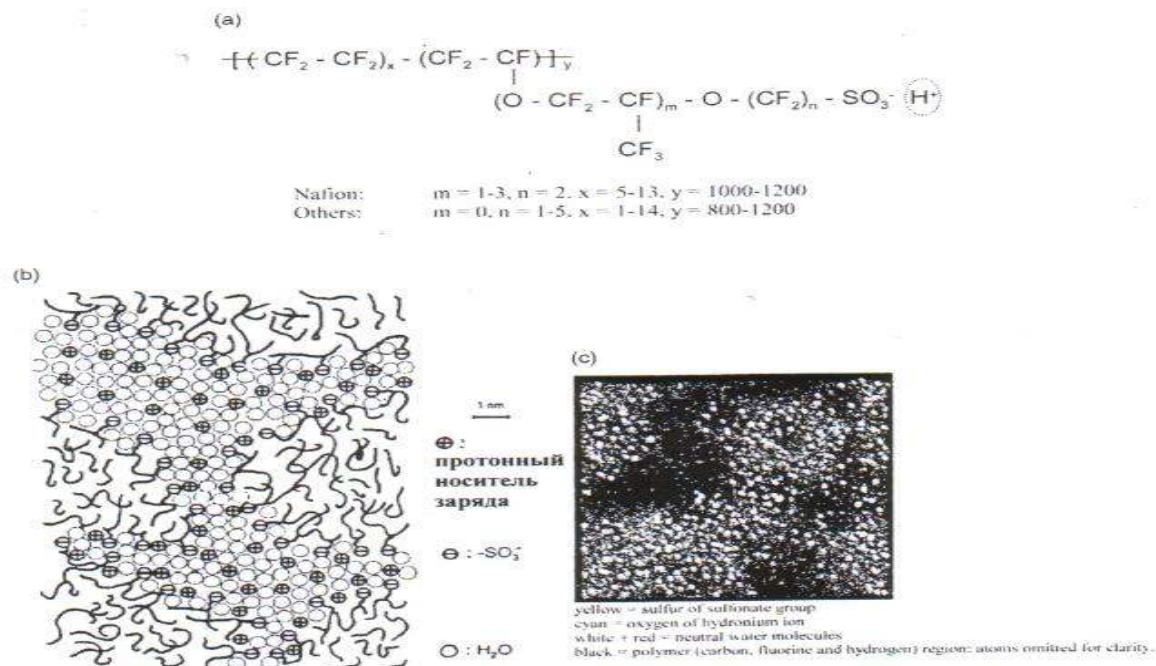 (a)
-[( CF₂ - CF₂)ₓ - (CF₂ - CF)]ᵧ
(O - CF₂ - CF)ₘ - O - (CF₂)ₙ - SO₃⁻ H⁺
CF₃
Nafion: m = 1-3, n = 2, x = 5-13, y = 1000-1200
Others: m = 0, n = 1-5, x = 1-14, y = 800-1200
(b)
1 nm
⊕ :
протонный
носитель
заряда
⊖ : -SO₃⁻
○ : H₂O
(c)
yellow = sulfur of sulfonate group
cyan = oxygen of hydronium ion
white + red = neutral water molecules
black = polymer (carbon, fluorine and hydrogen) region: atoms omitted for clarity.